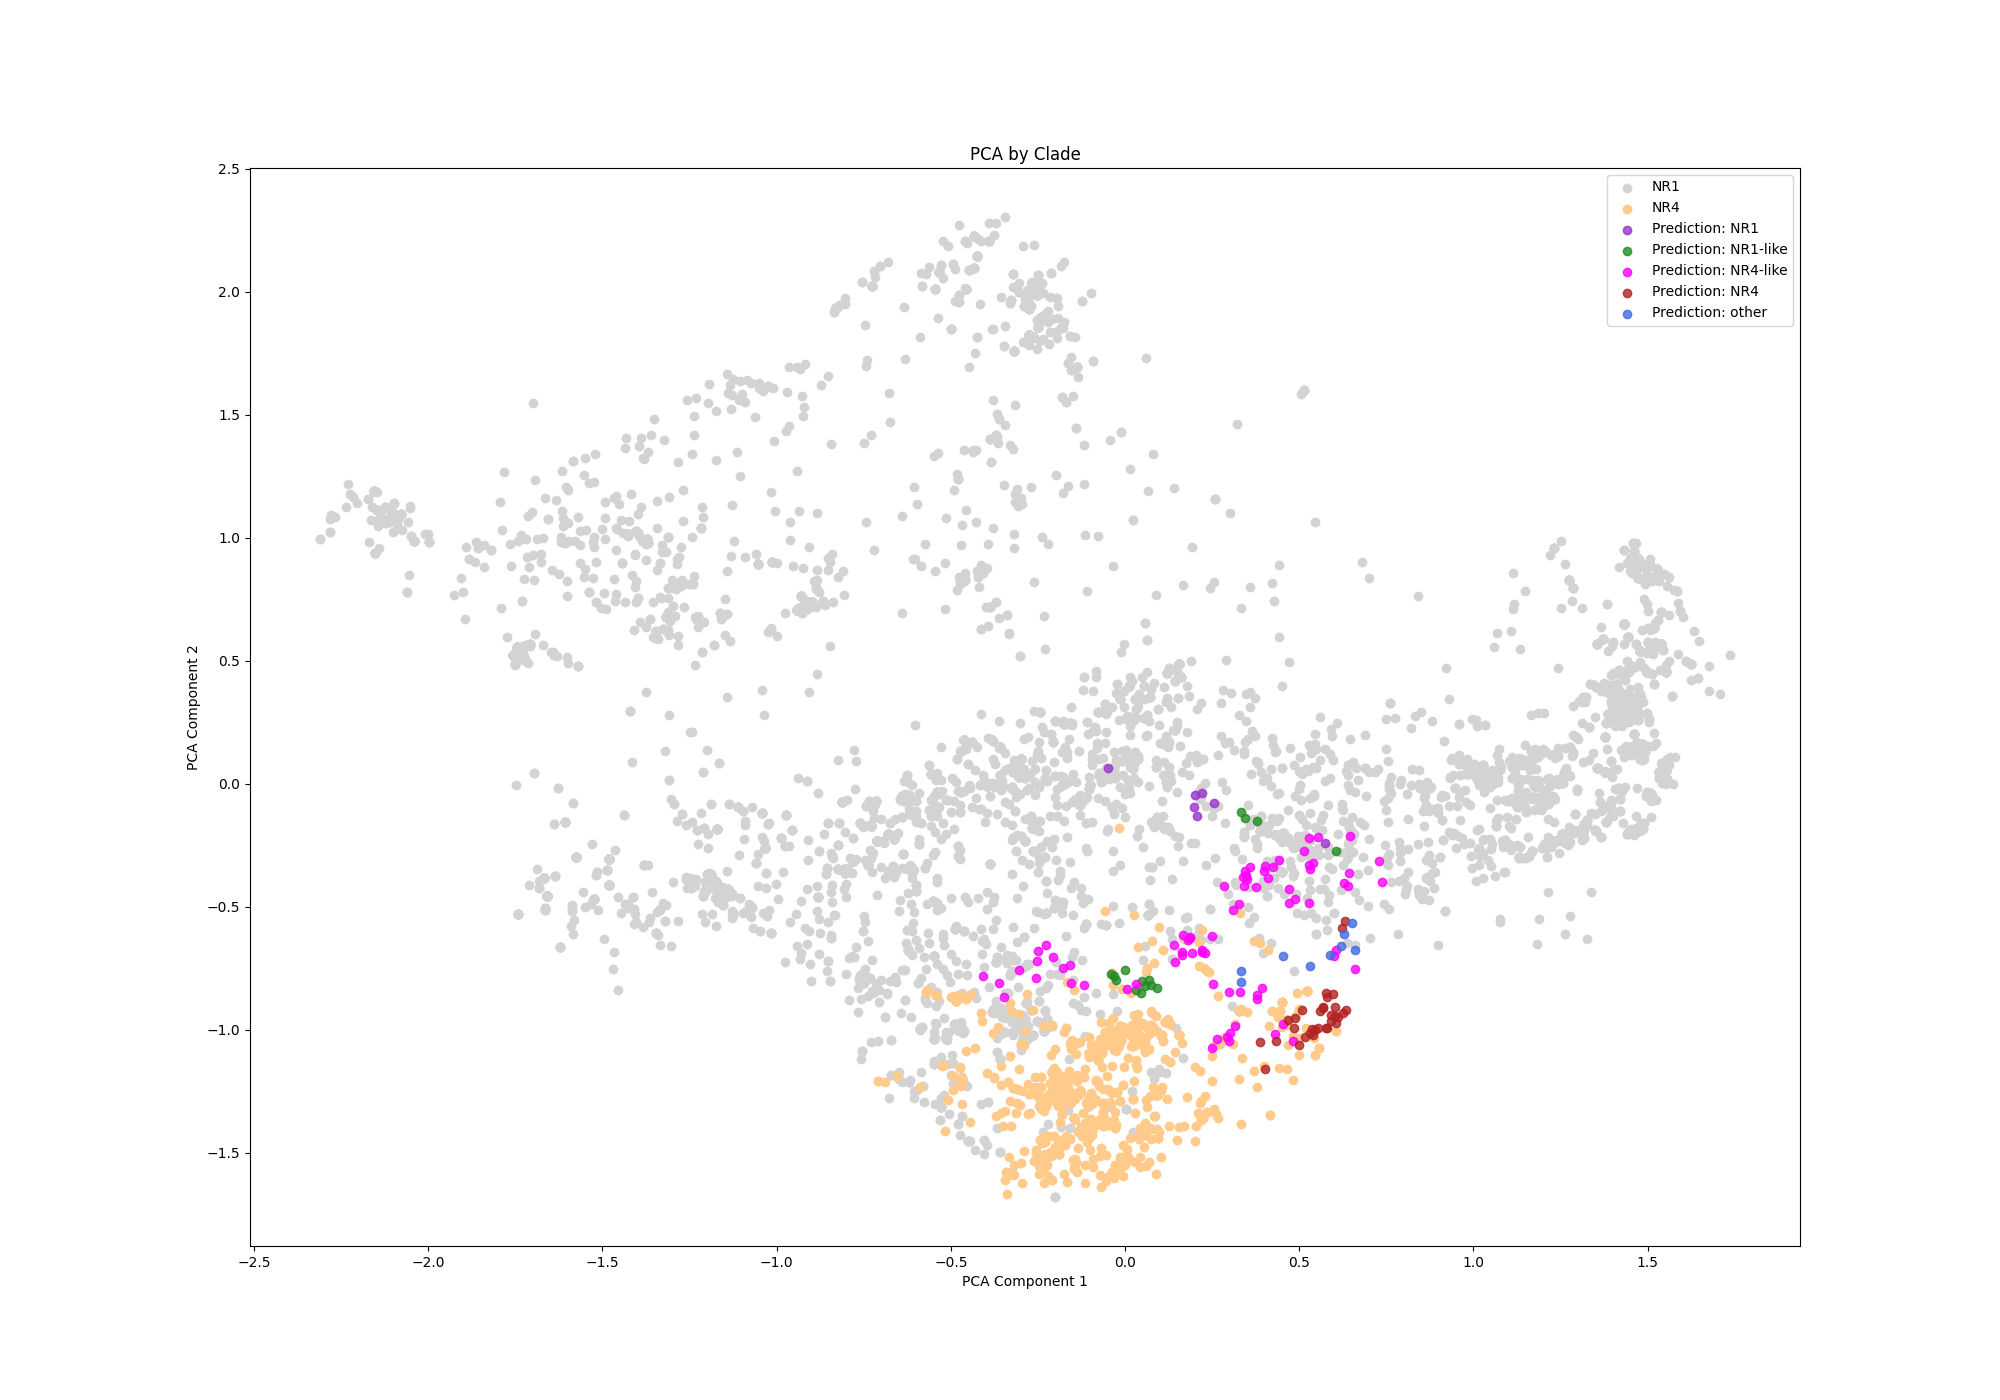 PCA by Clade
2.5
2.0
1.5
1.0
0.5
0.0
−0.5
−1.0
−1.5
PCA Component 2
NR1
NR4
Prediction: NR1
Prediction: NR1-like
Prediction: NR4-like
Prediction: NR4
Prediction: other
−2.5 −2.0 −1.5 −1.0 −0.5 0.0 0.5 1.0 1.5
PCA Component 1